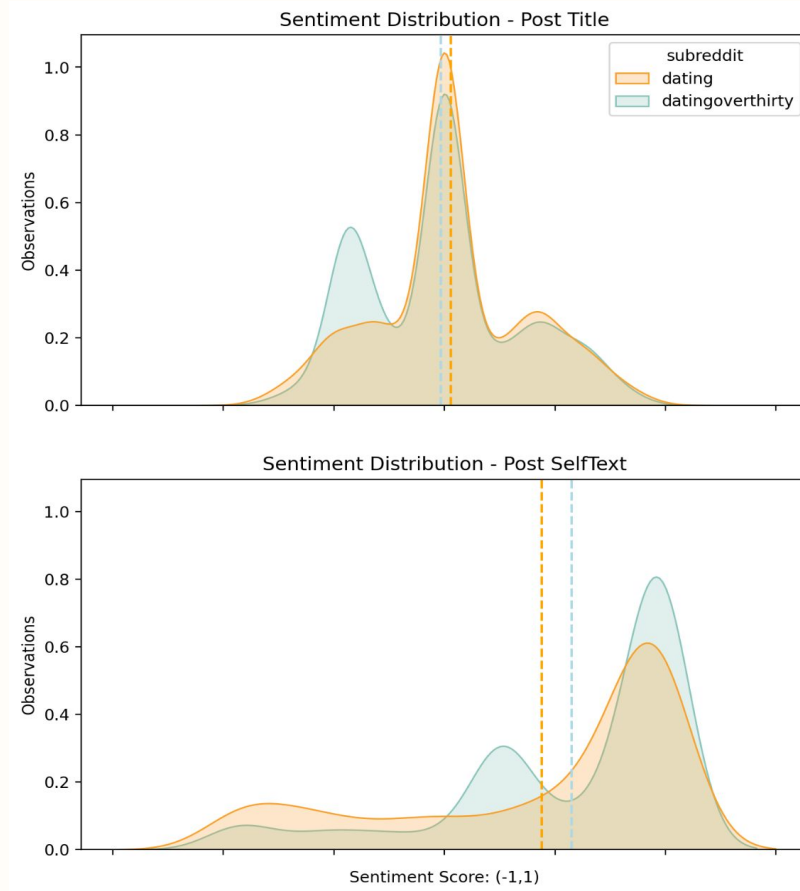 Sentiment Distribution - Post Title
subreddit
dating
datingoverthirty
1.0
0.8
0.6
0.4
0.2
0.0
Observations
Sentiment Distribution - Post SelfText
1.0
0.8
0.6
0.4
0.2
0.0
Observations
Sentiment Score: (-1,1)